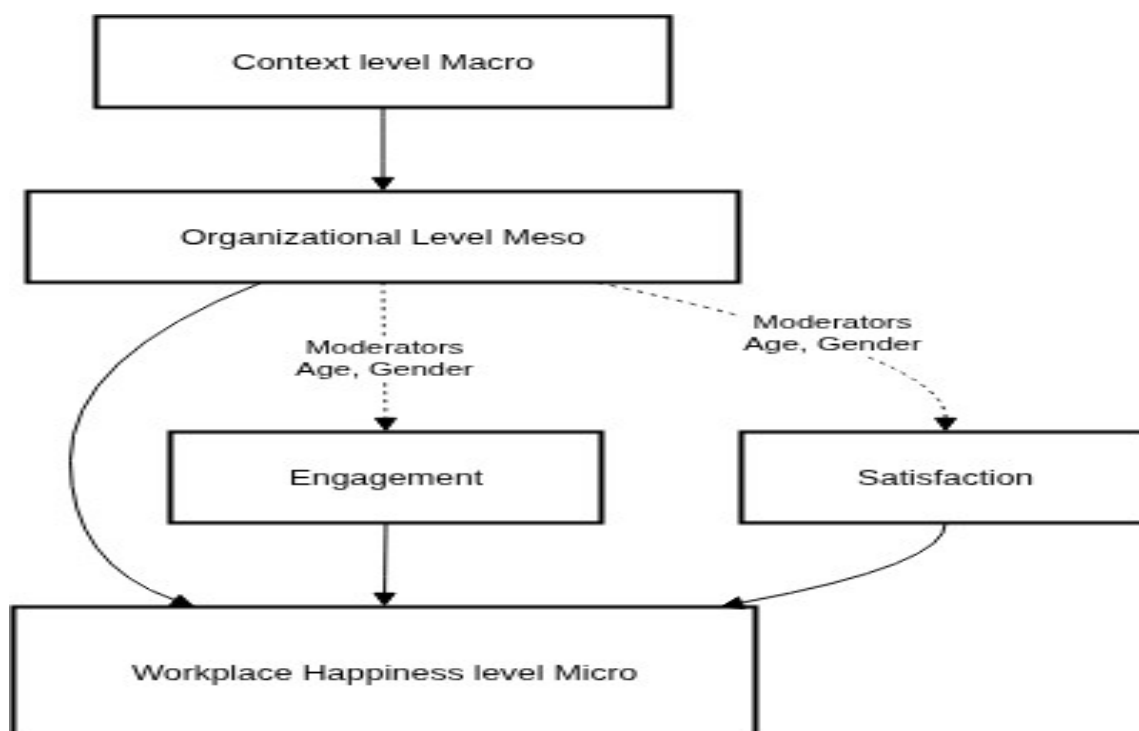 Context level Macro
Organizational Level Meso
Moderators
Age, Gender
Moderators
Age, Gender
Engagement
Satisfaction
Workplace Happiness level Micro